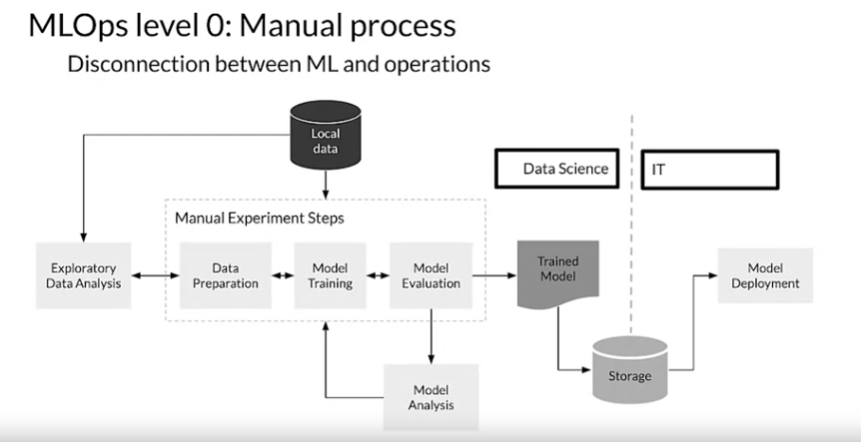 MLOps level 0: Manual process
Disconnection between ML and operations
Local
data
Data Science
IT
Manual Experiment Steps
Exploratory
Data Analysis
Data
Preparation
Model
Training
Model
Evaluation
Trained
Model
Model
Deployment
Storage
Model
Analysis